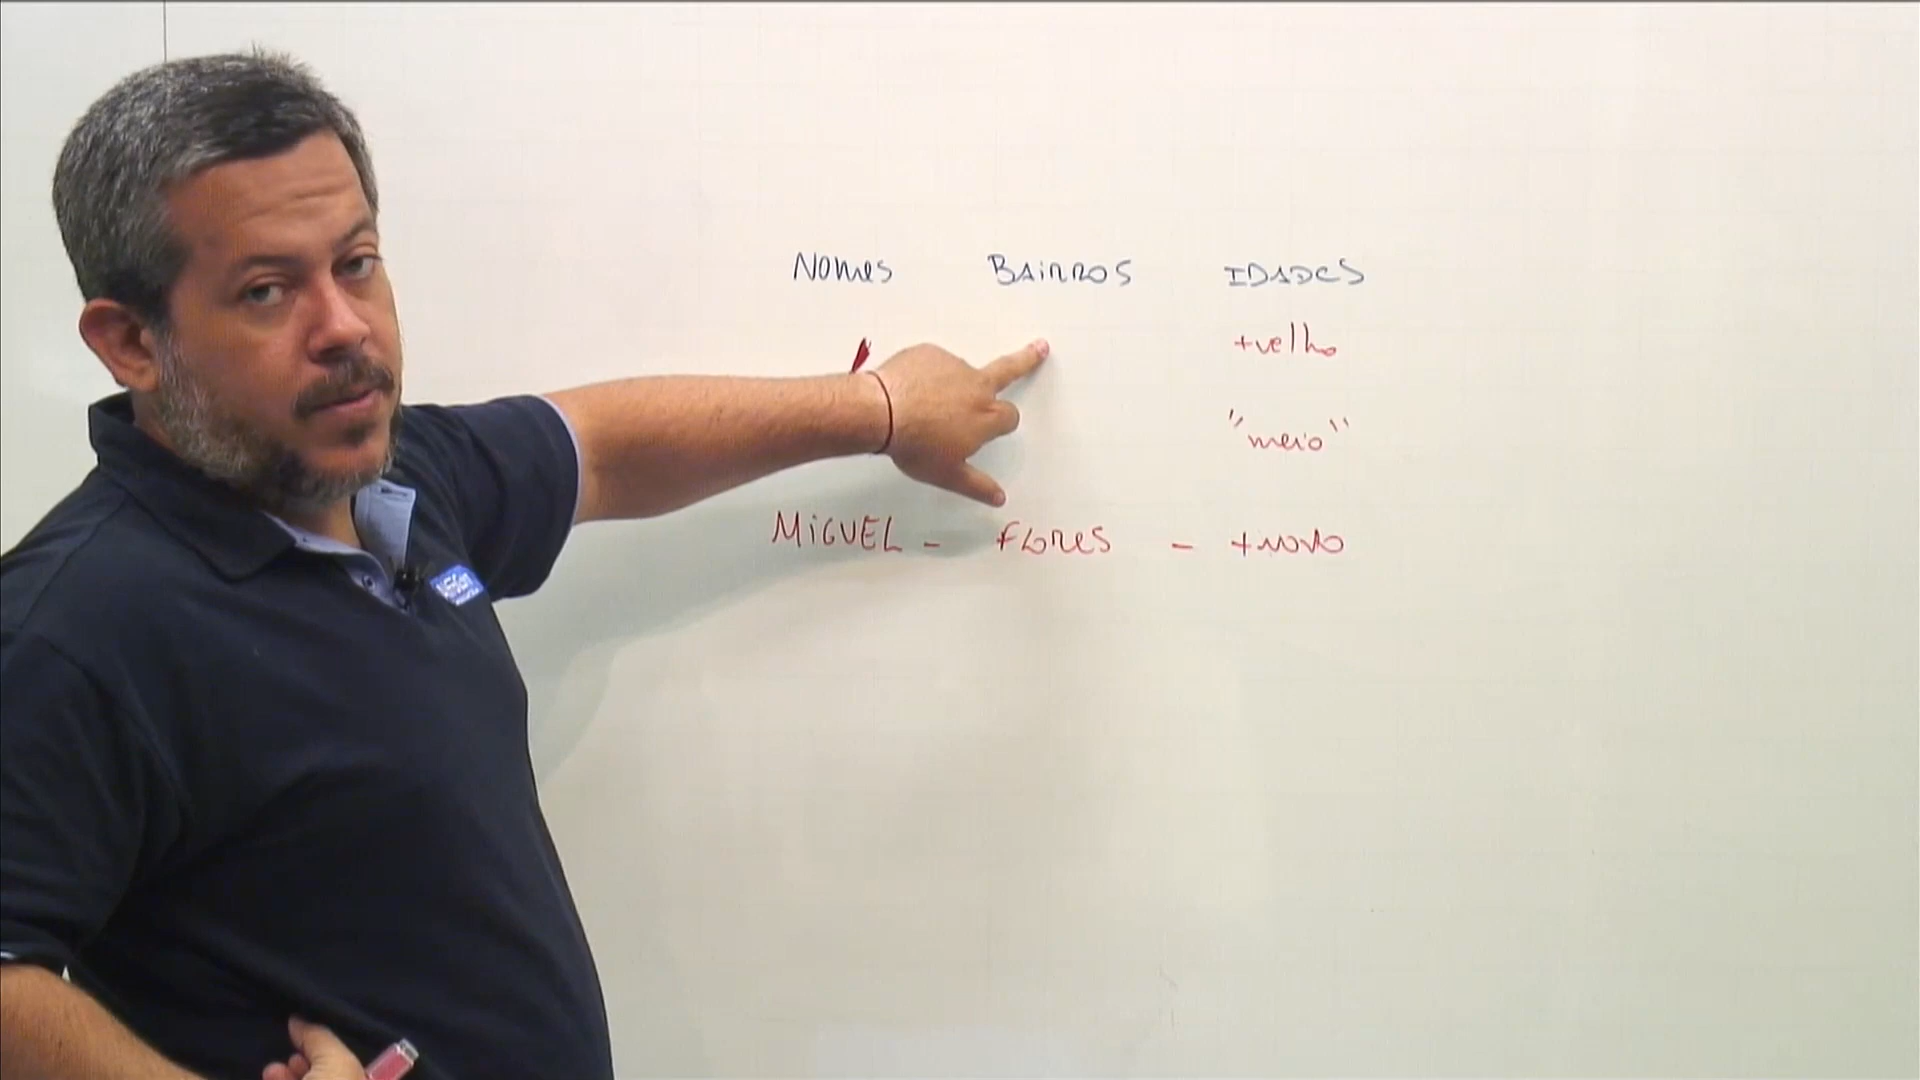 Nomes BAIRROS IDADES
+velho
"meio"
MIGUEL - FLORES - +novo